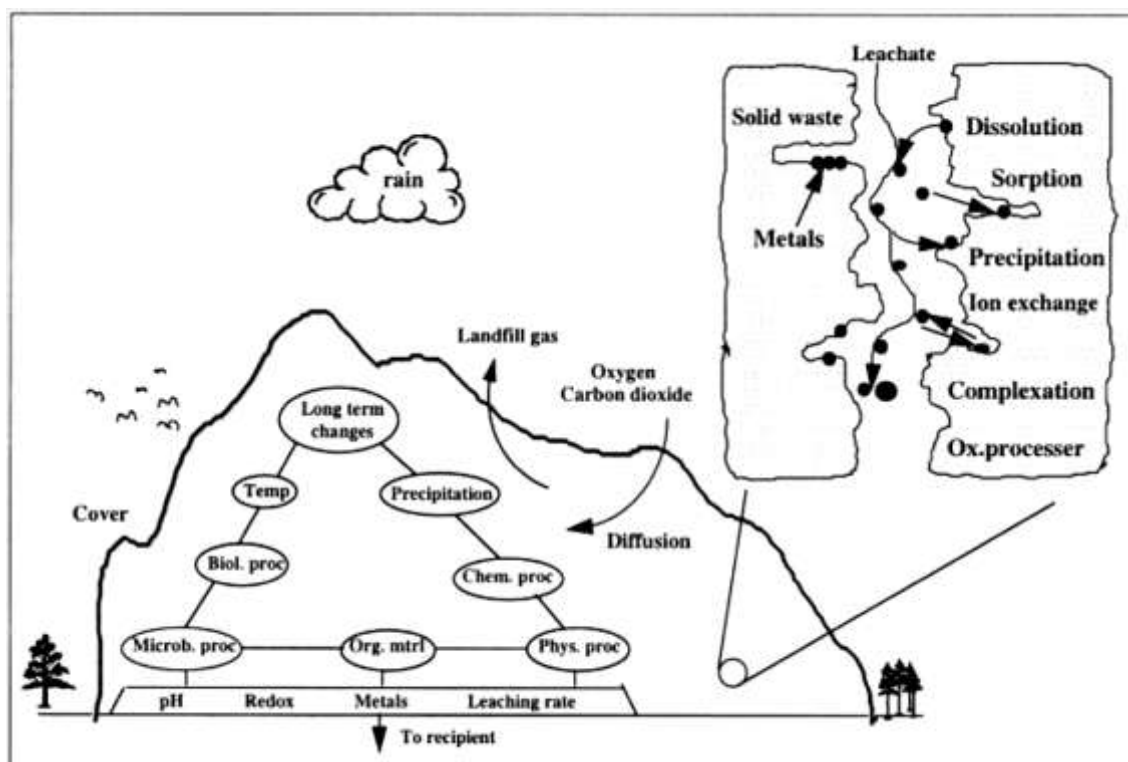 Leachate
Solid waste
Dissolution
rain
Sorption
Metals
Precipitation
Ion exchange
Landfill gas
Oxygen
Carbon dioxide
Complexation
Long term
changes
Ox.processer
Temp
Precipitation
Cover
Diffusion
Biol. proc
Chem. proc
Microb. proc
Org. mtrl
Phys. proc
pH Redox Metals Leaching rate
To recipient